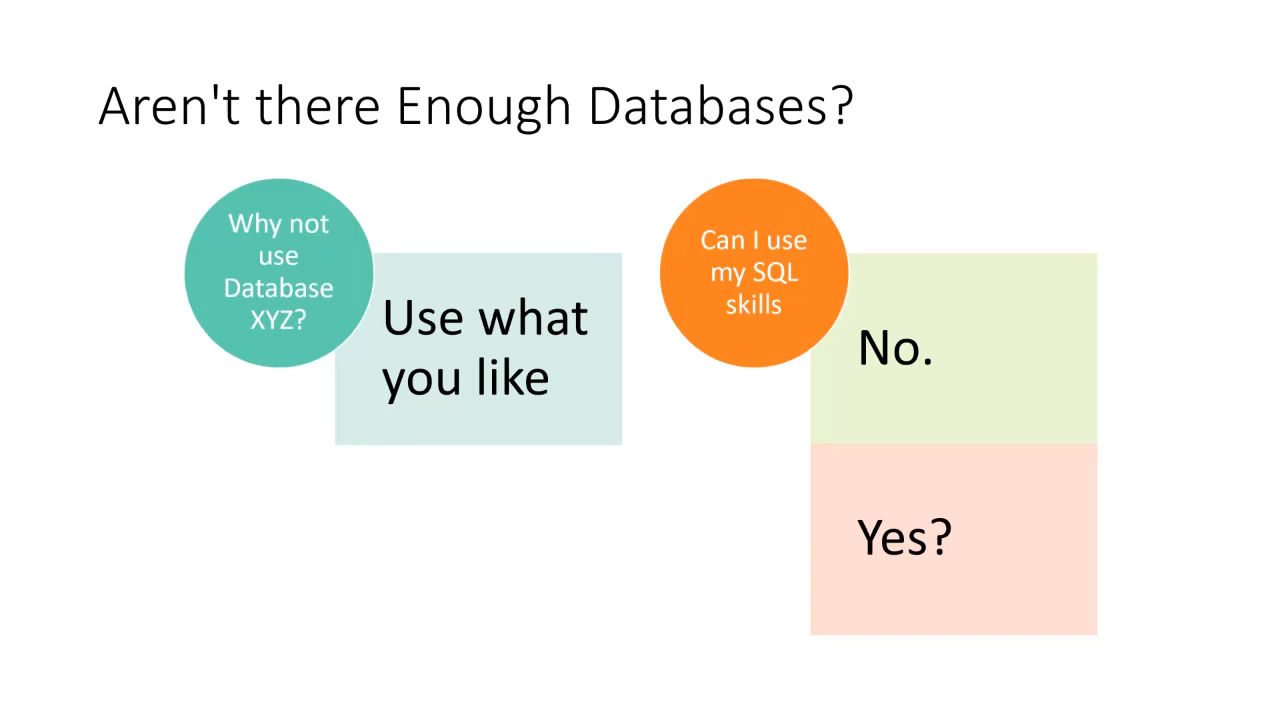 Aren't there Enough Databases?
Why not
use
Database
XYZ?
Use what
you like
Can I use
my SQL
skills
No.
Yes?